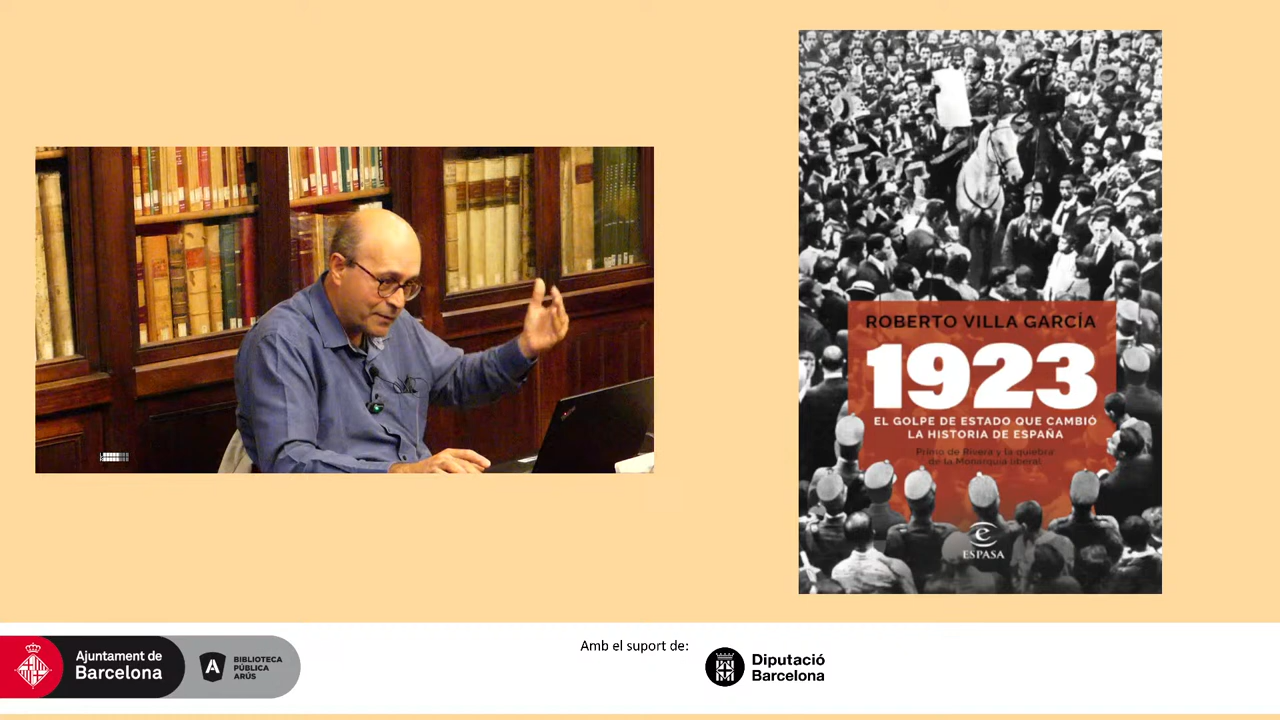 ROBERTO VILLA GARCÍA
1923
EL GOLPE DE ESTADO QUE CAMBIÓ
LA HISTORIA DE ESPAÑA
Primo de Rivera y la quiebra
de la Monarquía liberal
e
ESPASA
Ajuntament de
Barcelona
A
BIBLIOTECA
PÚBLICA
ARÚS
Amb el suport de:
Diputació
Barcelona